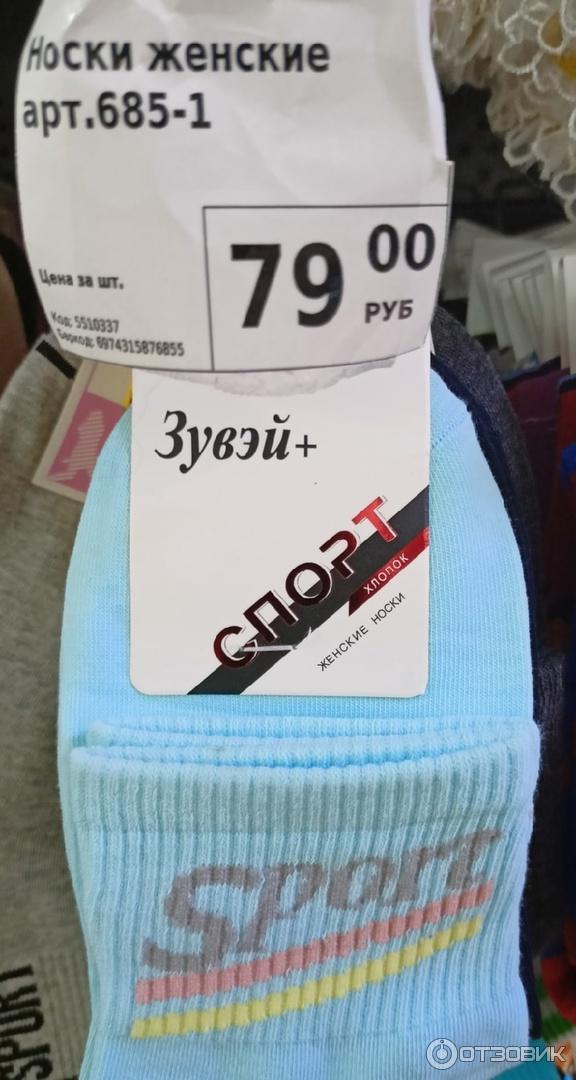 Носки женские
арт.685-1
Цена за шт.
79 00
РУБ
Код: 5510337
Баркод: 6974315876855
Зувэй+
СПОРТ
ХЛОПОК
ЖЕНСКИЕ НОСКИ
Sport
SPORT
ОТЗОВИК